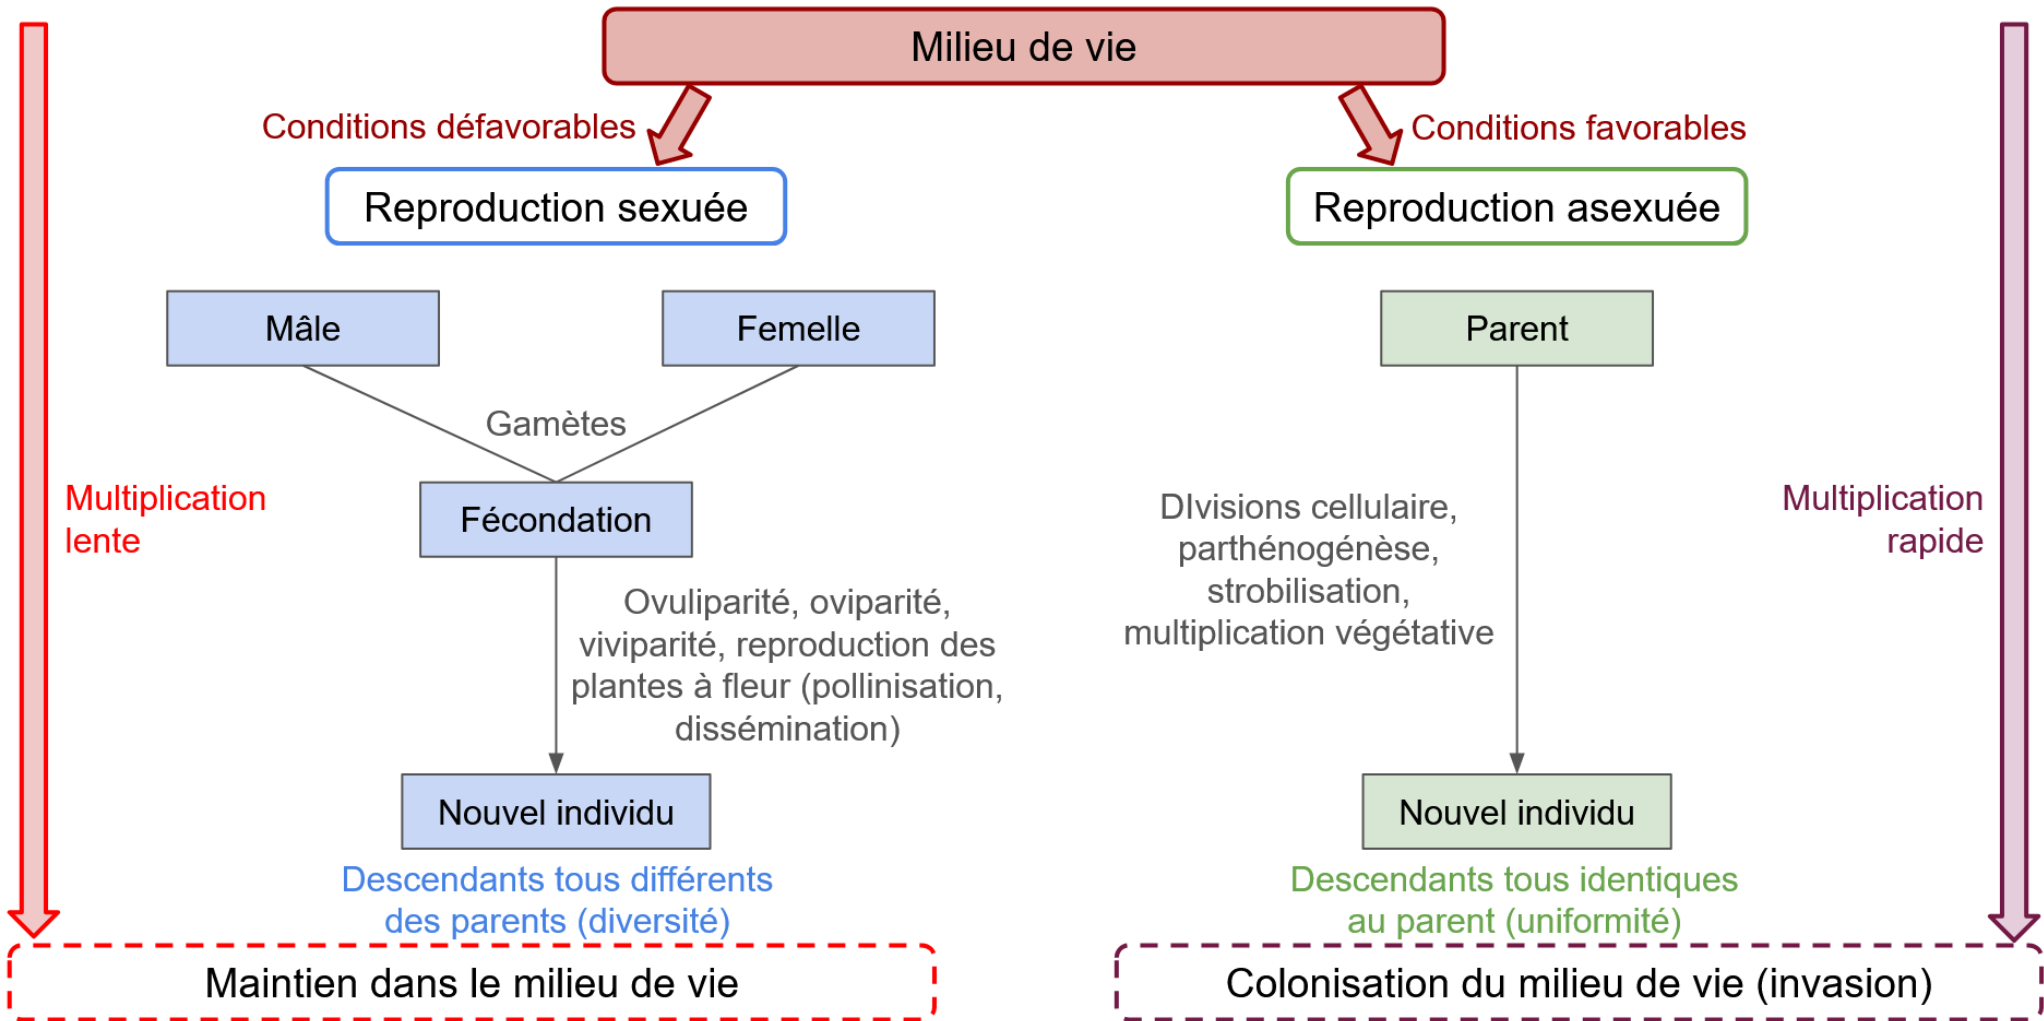 Milieu de vie
Conditions défavorables
Conditions favorables
Reproduction sexuée
Reproduction asexuée
Mâle
Femelle
Parent
Gamètes
Multiplication
lente
Fécondation
DIvisions cellulaire,
parthénogénèse,
strobilisation,
multiplication végétative
Multiplication
rapide
Ovuliparité, oviparité,
viviparité, reproduction des
plantes à fleur (pollinisation,
dissémination)
Nouvel individu
Nouvel individu
Descendants tous différents
des parents (diversité)
Descendants tous identiques
au parent (uniformité)
Maintien dans le milieu de vie
Colonisation du milieu de vie (invasion)